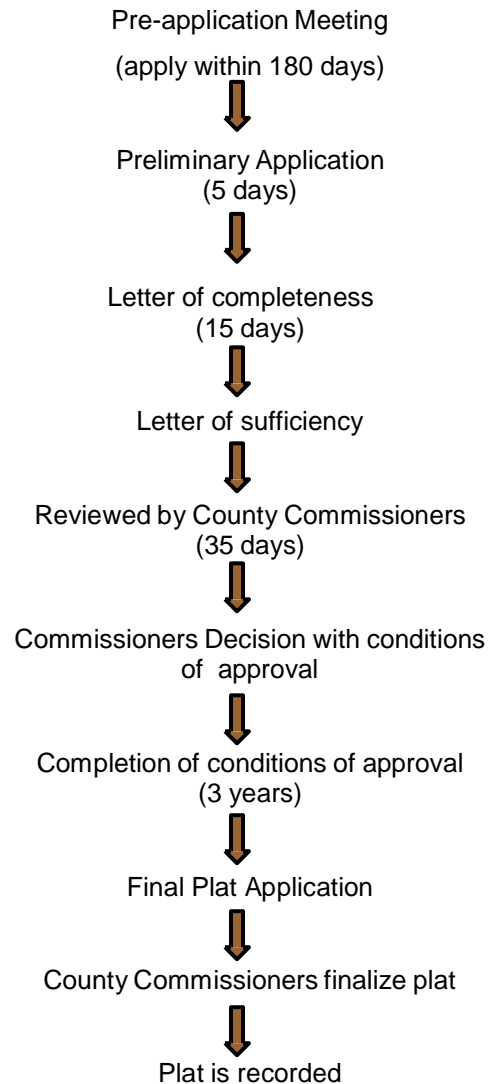 Pre-application Meeting
(apply within 180 days)
Preliminary Application
(5 days)
Letter of completeness
(15 days)
Letter of sufficiency
Reviewed by County Commissioners
(35 days)
Commissioners Decision with conditions
of approval
Completion of conditions of approval
(3 years)
Final Plat Application
County Commissioners finalize plat
Plat is recorded